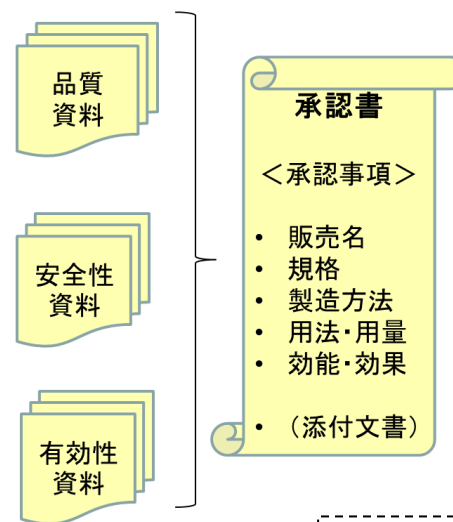 品質
資料
安全性
資料
有効性
資料
承認書
＜承認事項＞
• 販売名
• 規格
• 製造方法
• 用法・用量
• 効能・効果
• （添付文書）